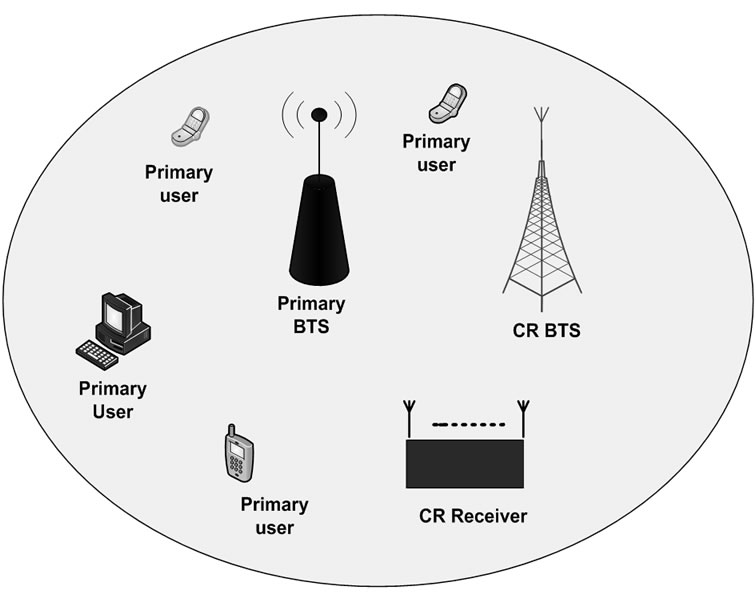 Primary
user
Primary
user
Primary
BTS
CR BTS
Primary
User
Primary
user
CR Receiver